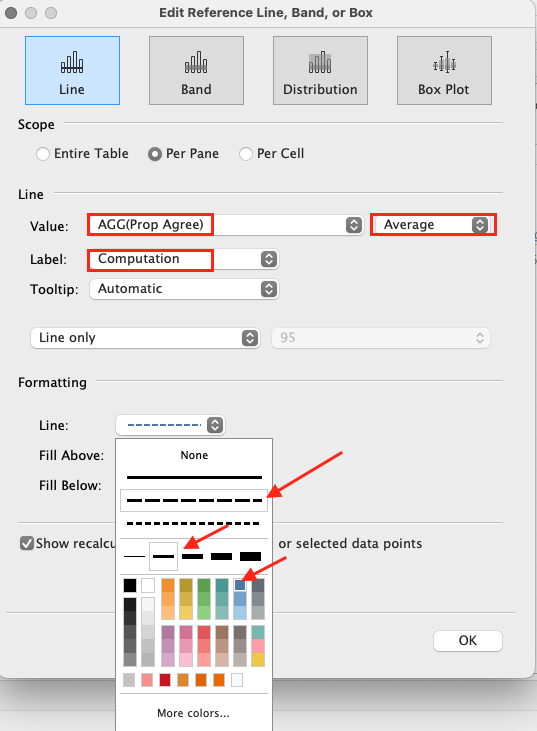 Edit Reference Line, Band, or Box
Line
Band
Distribution
Box Plot
Scope
Entire Table
Per Pane
Per Cell
Line
Value:
AGG(Prop Agree)
Average
Label:
Computation
Tooltip:
Automatic
Line only
95
Formatting
Line:
Fill Above:
None
Fill Below:
Show recalcu
or selected data points
OK
More colors...